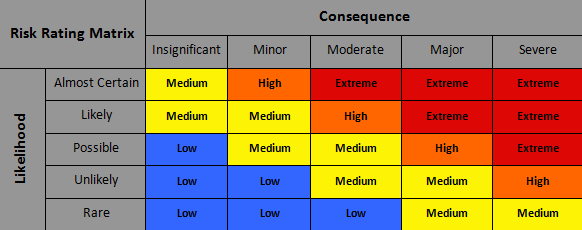 Risk Rating Matrix
Consequence
Insignificant Minor Moderate Major Severe
Likelihood
Almost Certain Medium High Extreme Extreme Extreme
Likely Medium Medium High Extreme Extreme
Possible Low Medium Medium High Extreme
Unlikely Low Low Medium Medium High
Rare Low Low Low Medium Medium